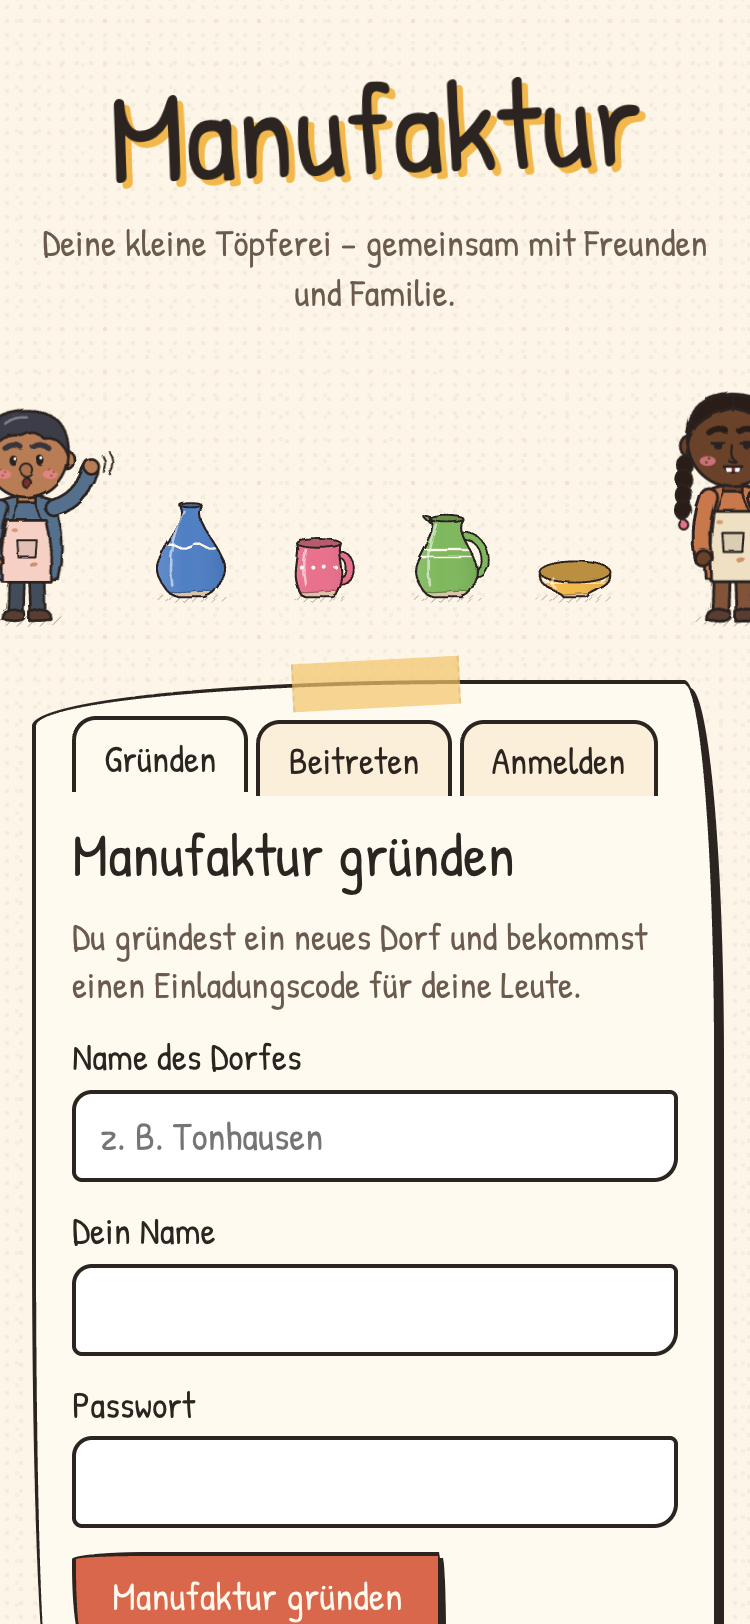 Manufaktur
Deine kleine Töpferei – gemeinsam mit Freunden
und Familie.
Gründen
Beitreten
Anmelden
Manufaktur gründen
Du gründest ein neues Dorf und bekommst
einen Einladungscode für deine Leute.
Name des Dorfes
z. B. Tonhausen
Dein Name
Passwort
Manufaktur gründen